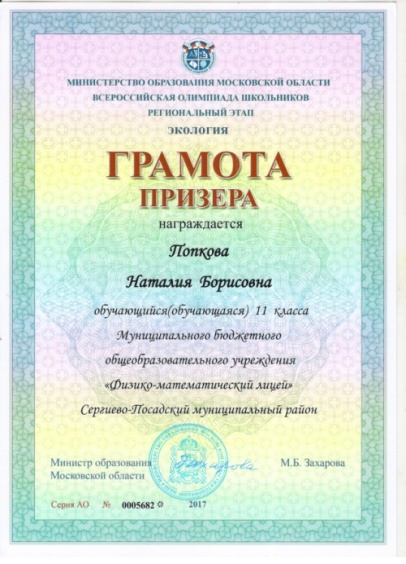 МИНИСТЕРСТВО ОБРАЗОВАНИЯ МОСКОВСКОЙ ОБЛАСТИ
ВСЕРОССИЙСКАЯ ОЛИМПИАДА ШКОЛЬНИКОВ
РЕГИОНАЛЬНЫЙ ЭТАП
ЭКОЛОГИЯ
ГРАМОТА
ПРИЗЕРА
награждается
Попкова
Наталия Борисовна
обучающийся(обучающаяся) 11 класса
Муниципального бюджетного
общеобразовательного учреждения
«Физико-математический лицей»
Сергиево-Посадский муниципальный район
Министр образования
Московской области
М.Б. Захарова
Серия АО № 0005682 2017